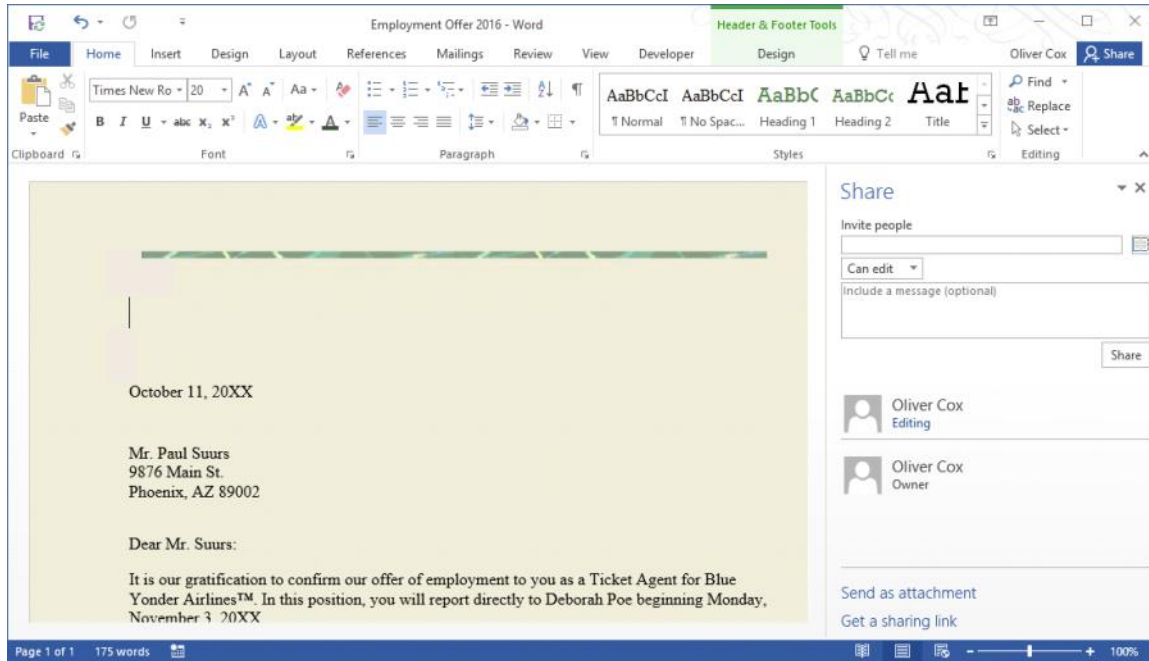 Employment Offer 2016 - Word
Header & Footer Tools
File Home Insert Design Layout References Mailings Review View Developer Design Tell me Oliver Cox Share
Paste
Times New Ro 20 A A Aa
B I U abc x₂ x² A A
¶
AaBbCcI AaBbCcI AaBbC AaBbCc AaB
¶ Normal ¶ No Spac... Heading 1 Heading 2 Title
Find
Replace
Select
Clipboard Font Paragraph Styles Editing
Share
Invite people
Can edit
Include a message (optional)
Share
Oliver Cox
Editing
Oliver Cox
Owner
Send as attachment
Get a sharing link
October 11, 20XX
Mr. Paul Suurs
9876 Main St.
Phoenix, AZ 89002
Dear Mr. Suurs:
It is our gratification to confirm our offer of employment to you as a Ticket Agent for Blue
Yonder Airlines™. In this position, you will report directly to Deborah Poe beginning Monday,
November 3, 20XX
Page 1 of 1 175 words 100%